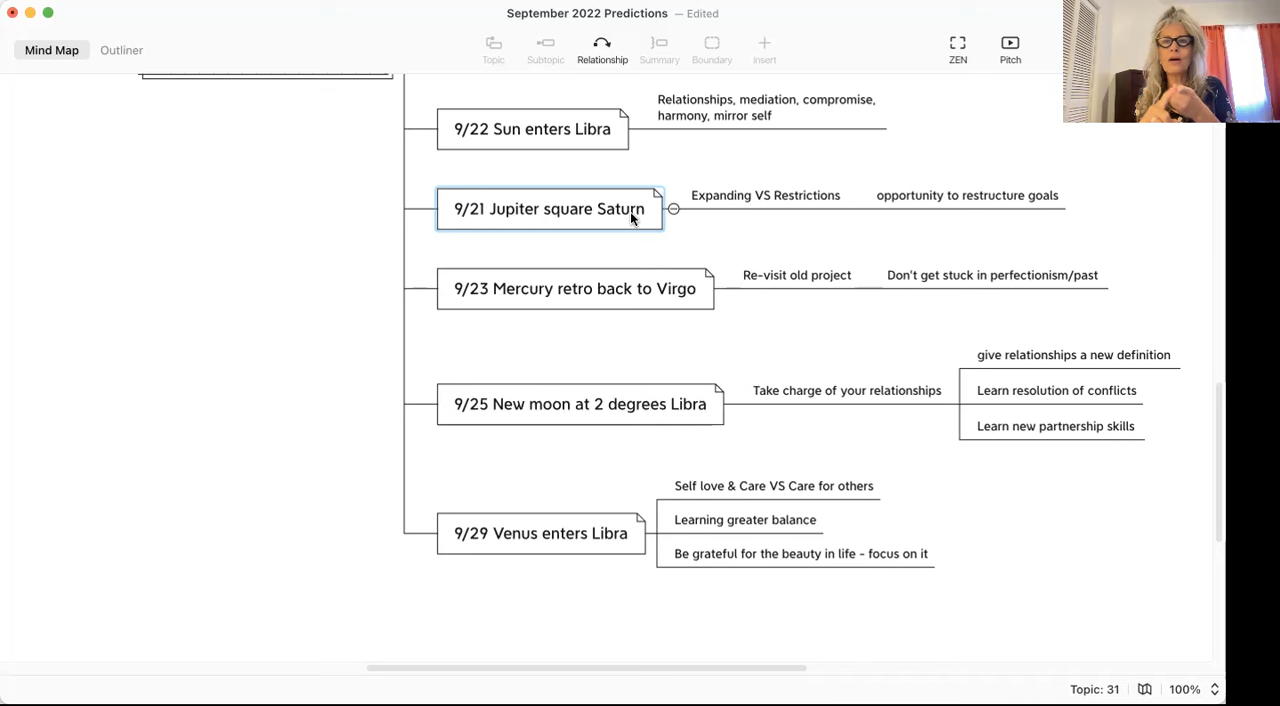 September 2022 Predictions — Edited
Mind Map
Outliner
Topic
Subtopic
Relationship
Summary
Boundary
Insert
ZEN
Pitch
9/22 Sun enters Libra
Relationships, mediation, compromise,
harmony, mirror self
9/21 Jupiter square Saturn
Expanding VS Restrictions
opportunity to restructure goals
9/23 Mercury retro back to Virgo
Re-visit old project
Don't get stuck in perfectionism/past
9/25 New moon at 2 degrees Libra
Take charge of your relationships
give relationships a new definition
Learn resolution of conflicts
Learn new partnership skills
9/29 Venus enters Libra
Self love & Care VS Care for others
Learning greater balance
Be grateful for the beauty in life - focus on it
Topic: 31
100%